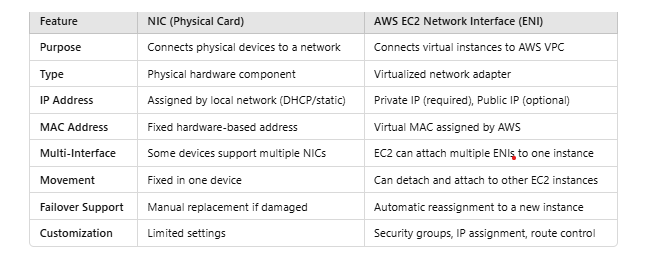 Feature NIC (Physical Card) AWS EC2 Network Interface (ENI)
Purpose Connects physical devices to a network Connects virtual instances to AWS VPC
Type Physical hardware component Virtualized network adapter
IP Address Assigned by local network (DHCP/static) Private IP (required), Public IP (optional)
MAC Address Fixed hardware-based address Virtual MAC assigned by AWS
Multi-Interface Some devices support multiple NICs EC2 can attach multiple ENIs to one instance
Movement Fixed in one device Can detach and attach to other EC2 instances
Failover Support Manual replacement if damaged Automatic reassignment to a new instance
Customization Limited settings Security groups, IP assignment, route control